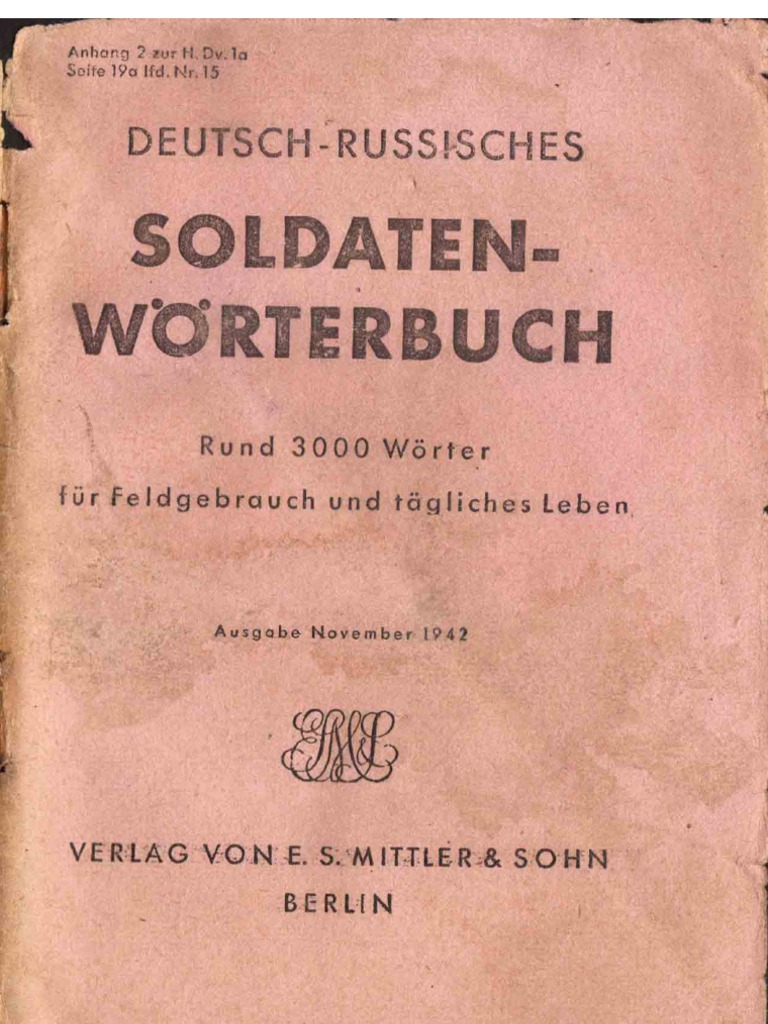 Anhang 2 zur H. Dv. 1a
Seite 19a lfd. Nr. 15
DEUTSCH-RUSSISCHES
SOLDATEN-
WÖRTERBUCH
Rund 3000 Wörter
für Feldgebrauch und tägliches Leben
Ausgabe November 1942
VERLAG VON E. S. MITTLER & SOHN
BERLIN